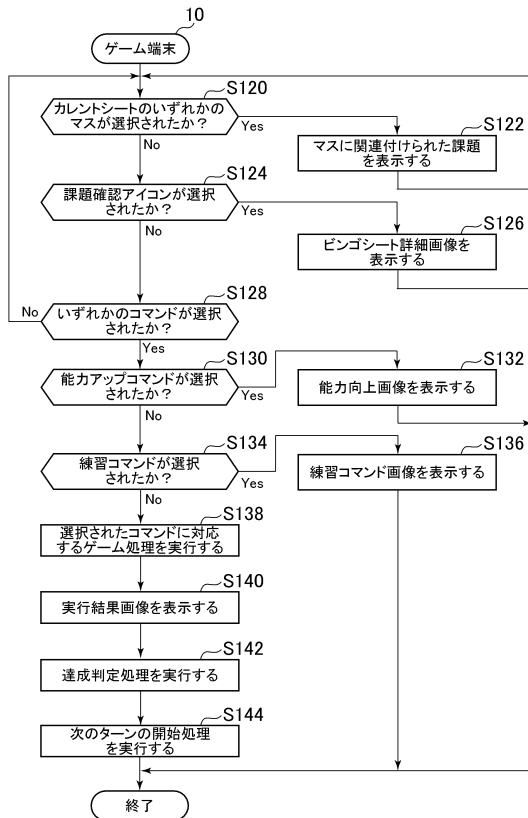 10
ゲーム端末
S120
カレントシートのいずれかの
マスが選択されたか？
Yes
No
S122
マスに関連付けられた課題
を表示する
S124
課題確認アイコンが選択
されたか？
Yes
No
S126
ビンゴシート詳細画像を
表示する
S128
いずれかのコマンドが選択
されたか？
No
Yes
S130
能力アップコマンドが選択
されたか？
Yes
No
S132
能力向上画像を表示する
S134
練習コマンドが選択
されたか？
Yes
No
S136
練習コマンド画像を表示する
S138
選択されたコマンドに対応
するゲーム処理を実行する
S140
実行結果画像を表示する
S142
達成判定処理を実行する
S144
次のターンの開始処理
を実行する
終了